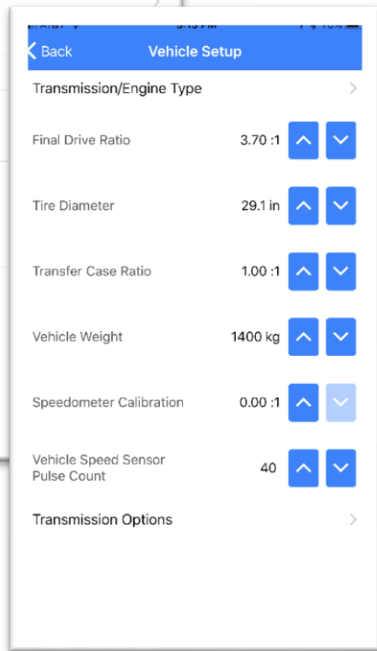 Back
Vehicle Setup
Transmission/Engine Type
Final Drive Ratio 3.70 :1
Tire Diameter 29.1 in
Transfer Case Ratio 1.00 :1
Vehicle Weight 1400 kg
Speedometer Calibration 0.00 :1
Vehicle Speed Sensor
Pulse Count 40
Transmission Options